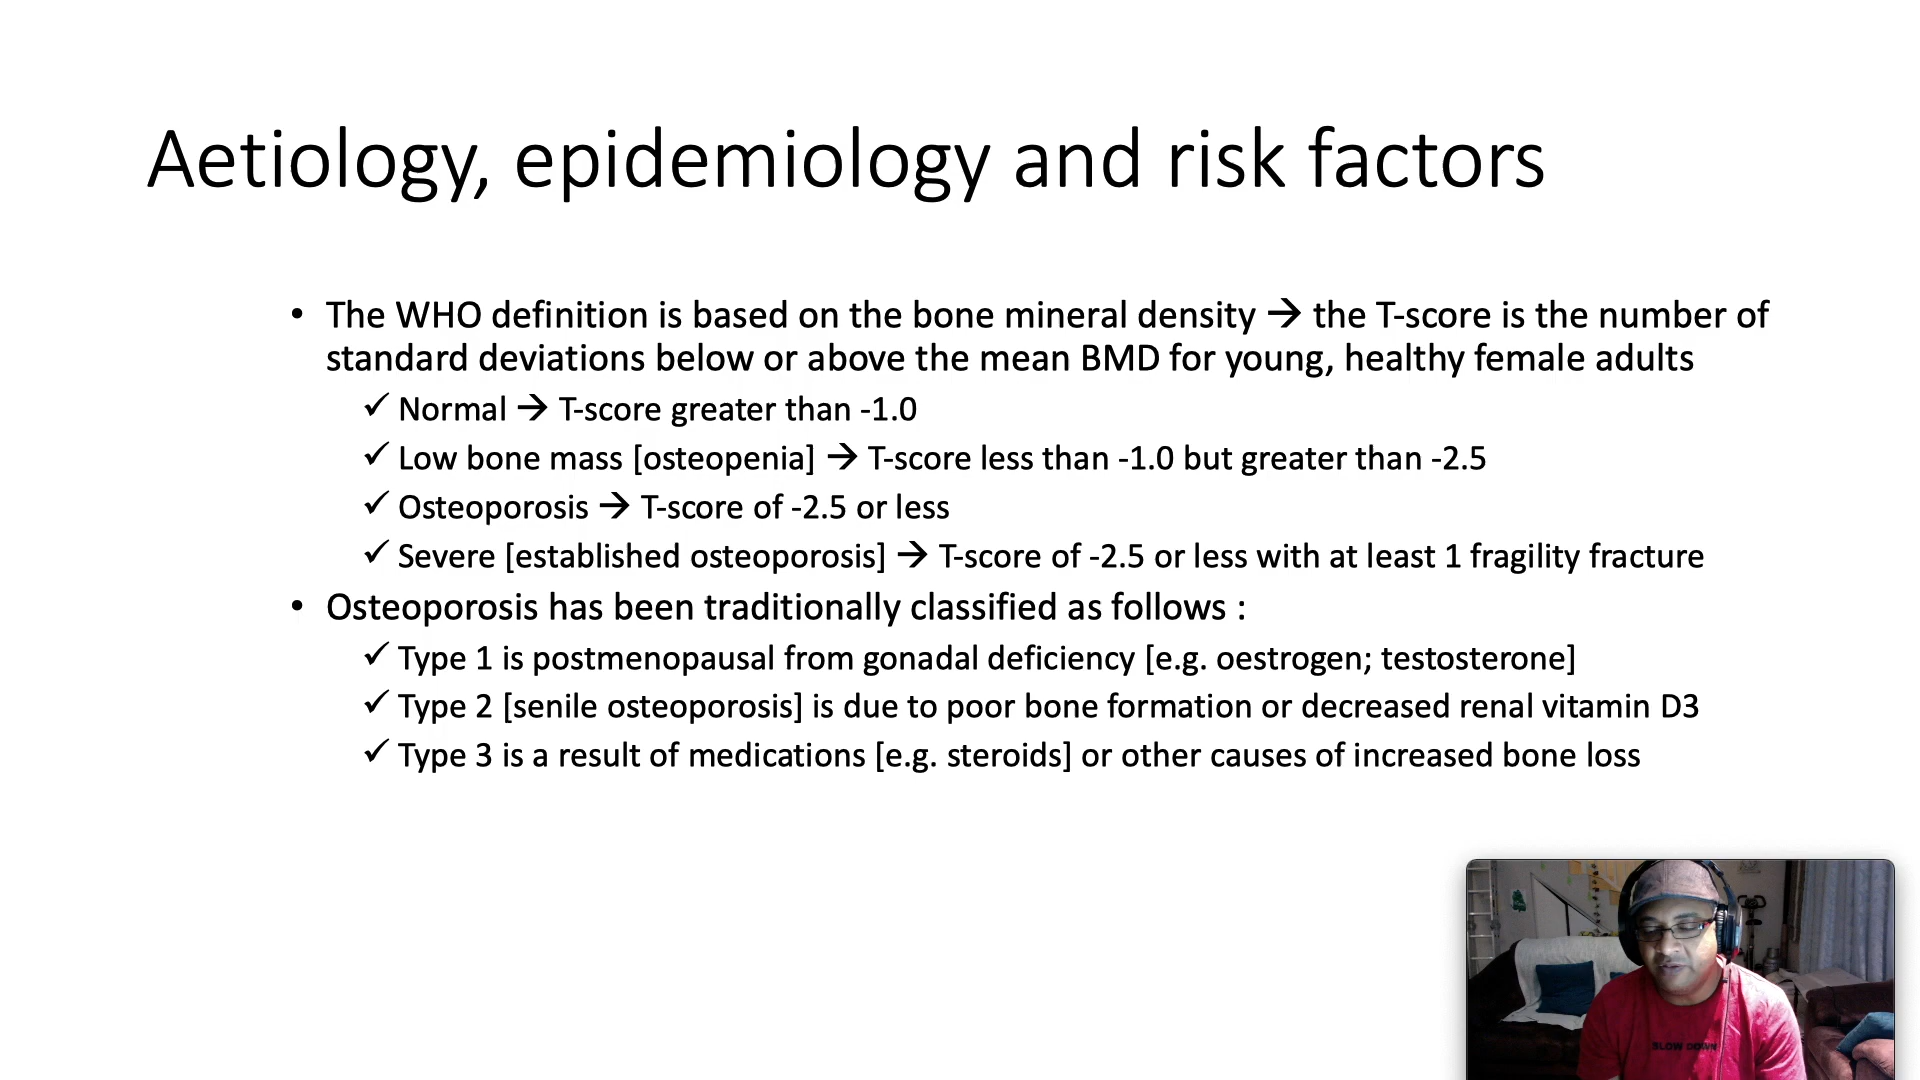 Aetiology, epidemiology and risk factors
• The WHO definition is based on the bone mineral density → the T-score is the number of
standard deviations below or above the mean BMD for young, healthy female adults
✓ Normal → T-score greater than -1.0
✓ Low bone mass [osteopenia] → T-score less than -1.0 but greater than -2.5
✓ Osteoporosis → T-score of -2.5 or less
✓ Severe [established osteoporosis] → T-score of -2.5 or less with at least 1 fragility fracture
• Osteoporosis has been traditionally classified as follows :
✓ Type 1 is postmenopausal from gonadal deficiency [e.g. oestrogen; testosterone]
✓ Type 2 [senile osteoporosis] is due to poor bone formation or decreased renal vitamin D3
✓ Type 3 is a result of medications [e.g. steroids] or other causes of increased bone loss
SLOW DOWN